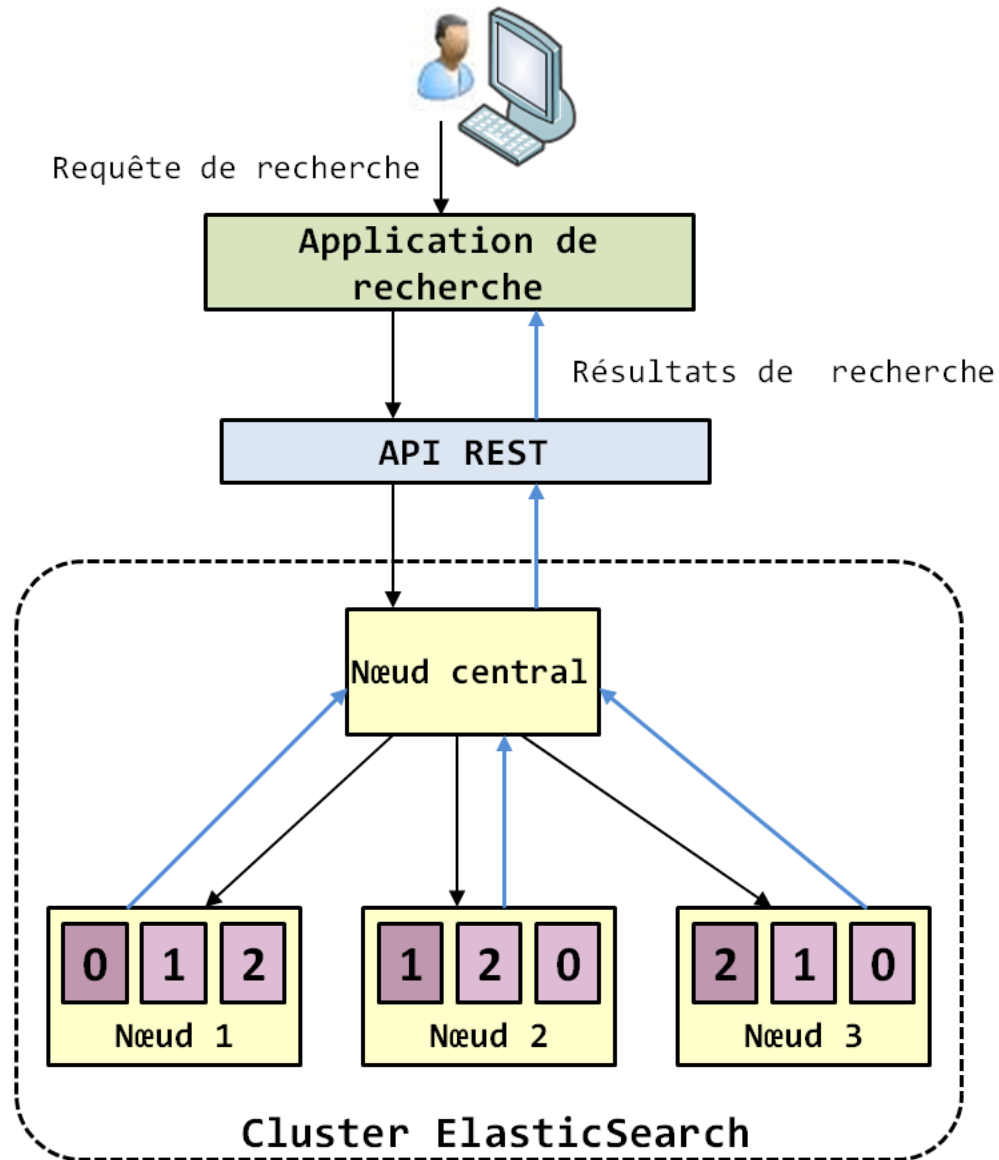 Requête de recherche
Application de
recherche
Résultats de recherche
API REST
Nœud central
0 1 2
Nœud 1
1 2 0
Nœud 2
2 1 0
Nœud 3
Cluster ElasticSearch